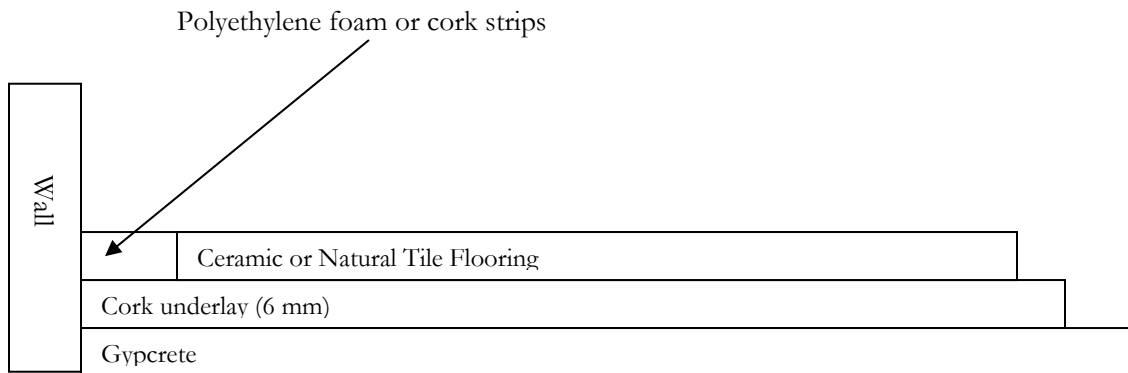 Polyethylene foam or cork strips
Wall
Ceramic or Natural Tile Flooring
Cork underlay (6 mm)
Gypcrete